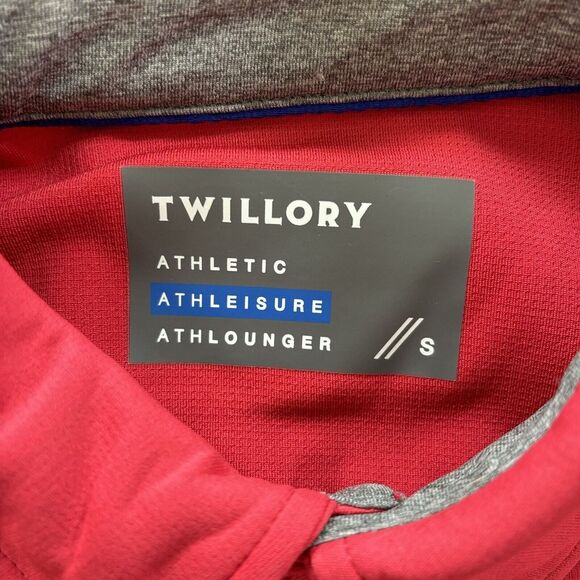 TWILLORY
ATHLETIC
ATHLEISURE
ATHLOUNGER // S